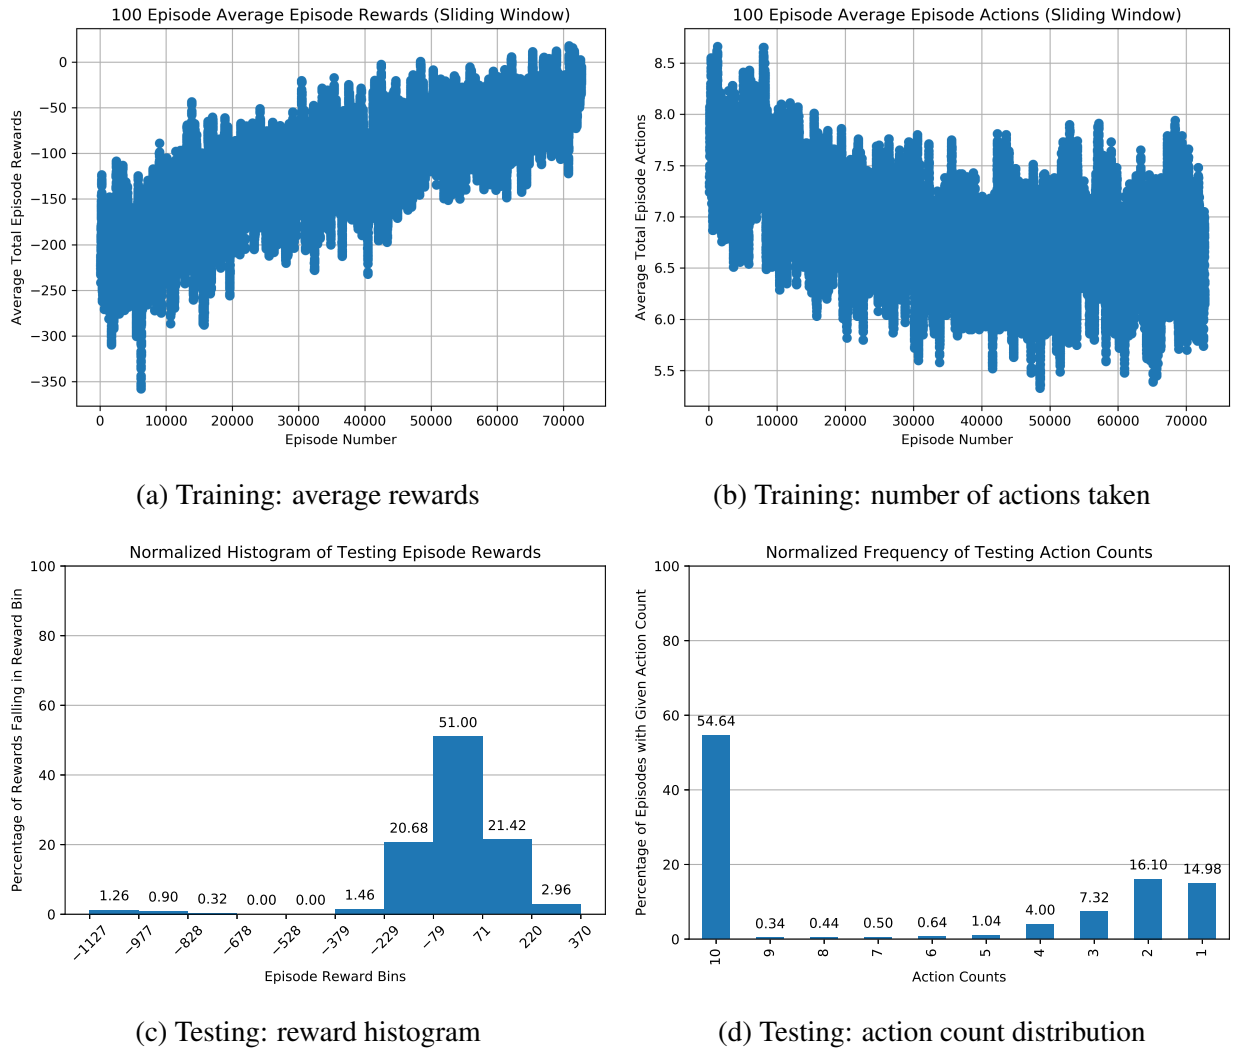 100 Episode Average Episode Rewards (Sliding Window)
Average Total Episode Rewards
0
−50
−100
−150
−200
−250
−300
−350
0 10000 20000 30000 40000 50000 60000 70000
Episode Number
(a) Training: average rewards
100 Episode Average Episode Actions (Sliding Window)
Average Total Episode Actions
8.5
8.0
7.5
7.0
6.5
6.0
5.5
0 10000 20000 30000 40000 50000 60000 70000
Episode Number
(b) Training: number of actions taken
Normalized Histogram of Testing Episode Rewards
Percentage of Rewards Falling in Reward Bin
100
80
60
40
20
0
1.26 0.90 0.32 0.00 0.00 1.46 20.68 51.00 21.42 2.96
−1127 −977 −828 −678 −528 −379 −229 −79 71 220 370
Episode Reward Bins
(c) Testing: reward histogram
Normalized Frequency of Testing Action Counts
Percentage of Episodes with Given Action Count
100
80
60
40
20
0
54.64 0.34 0.44 0.50 0.64 1.04 4.00 7.32 16.10 14.98
10 9 8 7 6 5 4 3 2 1
Action Counts
(d) Testing: action count distribution